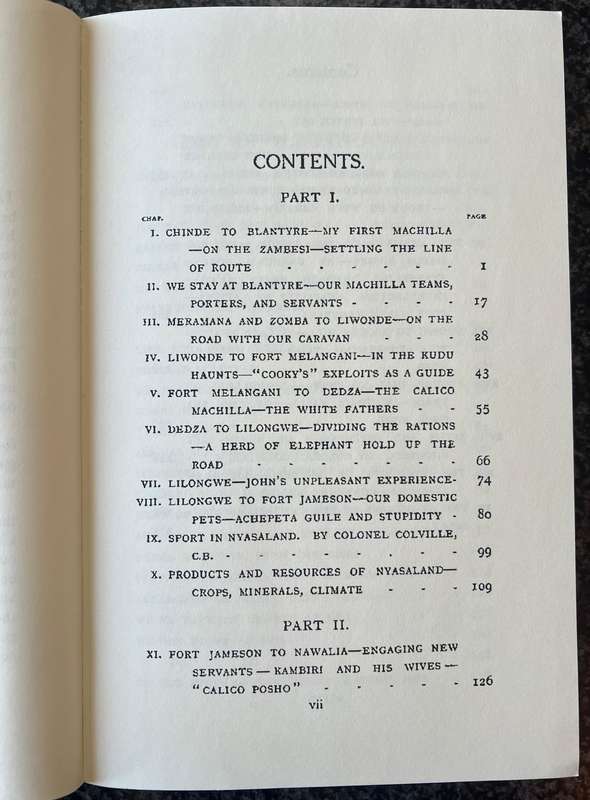 CONTENTS.
PART I.
CHAP. PAGE
I. CHINDE TO BLANTYRE—MY FIRST MACHILLA
—ON THE ZAMBESI—SETTLING THE LINE
OF ROUTE - - - - - - 1
II. WE STAY AT BLANTYRE—OUR MACHILLA TEAMS,
PORTERS, AND SERVANTS - - - - 17
III. MERAMANA AND ZOMBA TO LIWONDE—ON THE
ROAD WITH OUR CARAVAN - - - 28
IV. LIWONDE TO FORT MELANGANI—IN THE KUDU
HAUNTS—"COOKY'S" EXPLOITS AS A GUIDE 43
V. FORT MELANGANI TO DEDZA—THE CALICO
MACHILLA—THE WHITE FATHERS - - 55
VI. DEDZA TO LILONGWE—DIVIDING THE RATIONS
—A HERD OF ELEPHANT HOLD UP THE
ROAD - - - - - - - 66
VII. LILONGWE—JOHN'S UNPLEASANT EXPERIENCE- 74
VIII. LILONGWE TO FORT JAMESON—OUR DOMESTIC
PETS—ACHEPETA GUILE AND STUPIDITY - 80
IX. SPORT IN NYASALAND. BY COLONEL COLVILLE,
C.B. - - - - . - - - 99
X. PRODUCTS AND RESOURCES OF NYASALAND—
CROPS, MINERALS, CLIMATE - - - 109
PART II.
XI. FORT JAMESON TO NAWALIA—ENGAGING NEW
SERVANTS — KAMBIRI AND HIS WIVES —
"CALICO POSHO" - - - - - 126
vii